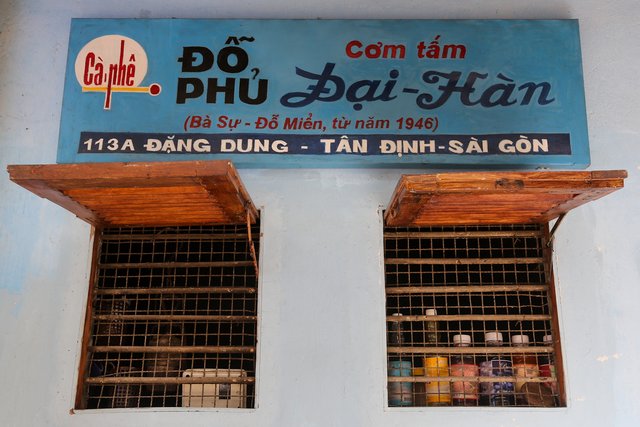 Cà phê
ĐỖ PHỦ
Cơm tấm
Đại-Hàn
(Bà Sự - Đỗ Miển, từ năm 1946)
113A ĐẶNG DUNG - TÂN ĐỊNH-SÀI GÒN